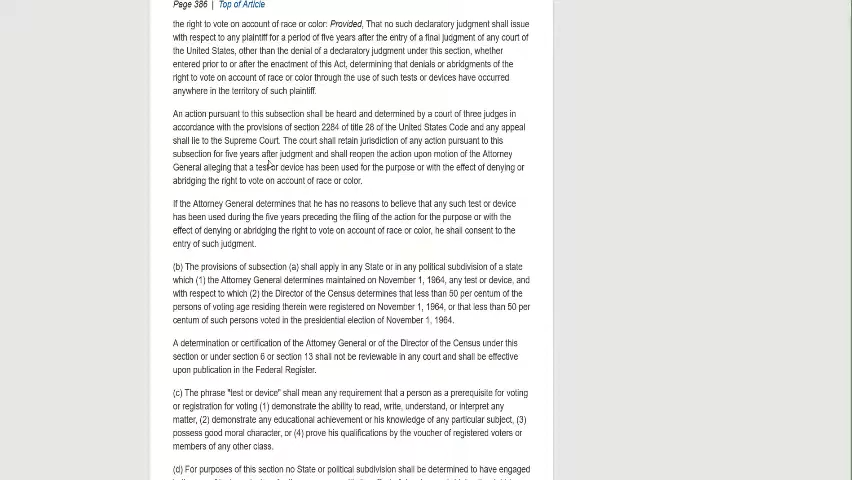 Page 386 | Top of Article
the right to vote on account of race or color: Provided, That no such declaratory judgment shall issue
with respect to any plaintiff for a period of five years after the entry of a final judgment of any court of
the United States, other than the denial of a declaratory judgment under this section, whether
entered prior to or after the enactment of this Act, determining that denials or abridgments of the
right to vote on account of race or color through the use of such tests or devices have occurred
anywhere in the territory of such plaintiff.
An action pursuant to this subsection shall be heard and determined by a court of three judges in
accordance with the provisions of section 2284 of title 28 of the United States Code and any appeal
shall lie to the Supreme Court. The court shall retain jurisdiction of any action pursuant to this
subsection for five years after judgment and shall reopen the action upon motion of the Attorney
General alleging that a test or device has been used for the purpose or with the effect of denying or
abridging the right to vote on account of race or color.
If the Attorney General determines that he has no reasons to believe that any such test or device
has been used during the five years preceding the filing of the action for the purpose or with the
effect of denying or abridging the right to vote on account of race or color, he shall consent to the
entry of such judgment.
(b) The provisions of subsection (a) shall apply in any State or in any political subdivision of a state
which (1) the Attorney General determines maintained on November 1, 1964, any test or device, and
with respect to which (2) the Director of the Census determines that less than 50 per centum of the
persons of voting age residing therein were registered on November 1, 1964, or that less than 50 per
centum of such persons voted in the presidential election of November 1, 1964.
A determination or certification of the Attorney General or of the Director of the Census under this
section or under section 6 or section 13 shall not be reviewable in any court and shall be effective
upon publication in the Federal Register.
(c) The phrase "test or device" shall mean any requirement that a person as a prerequisite for voting
or registration for voting (1) demonstrate the ability to read, write, understand, or interpret any
matter, (2) demonstrate any educational achievement or his knowledge of any particular subject, (3)
possess good moral character, or (4) prove his qualifications by the voucher of registered voters or
members of any other class.
(d) For purposes of this section no State or political subdivision shall be determined to have engaged